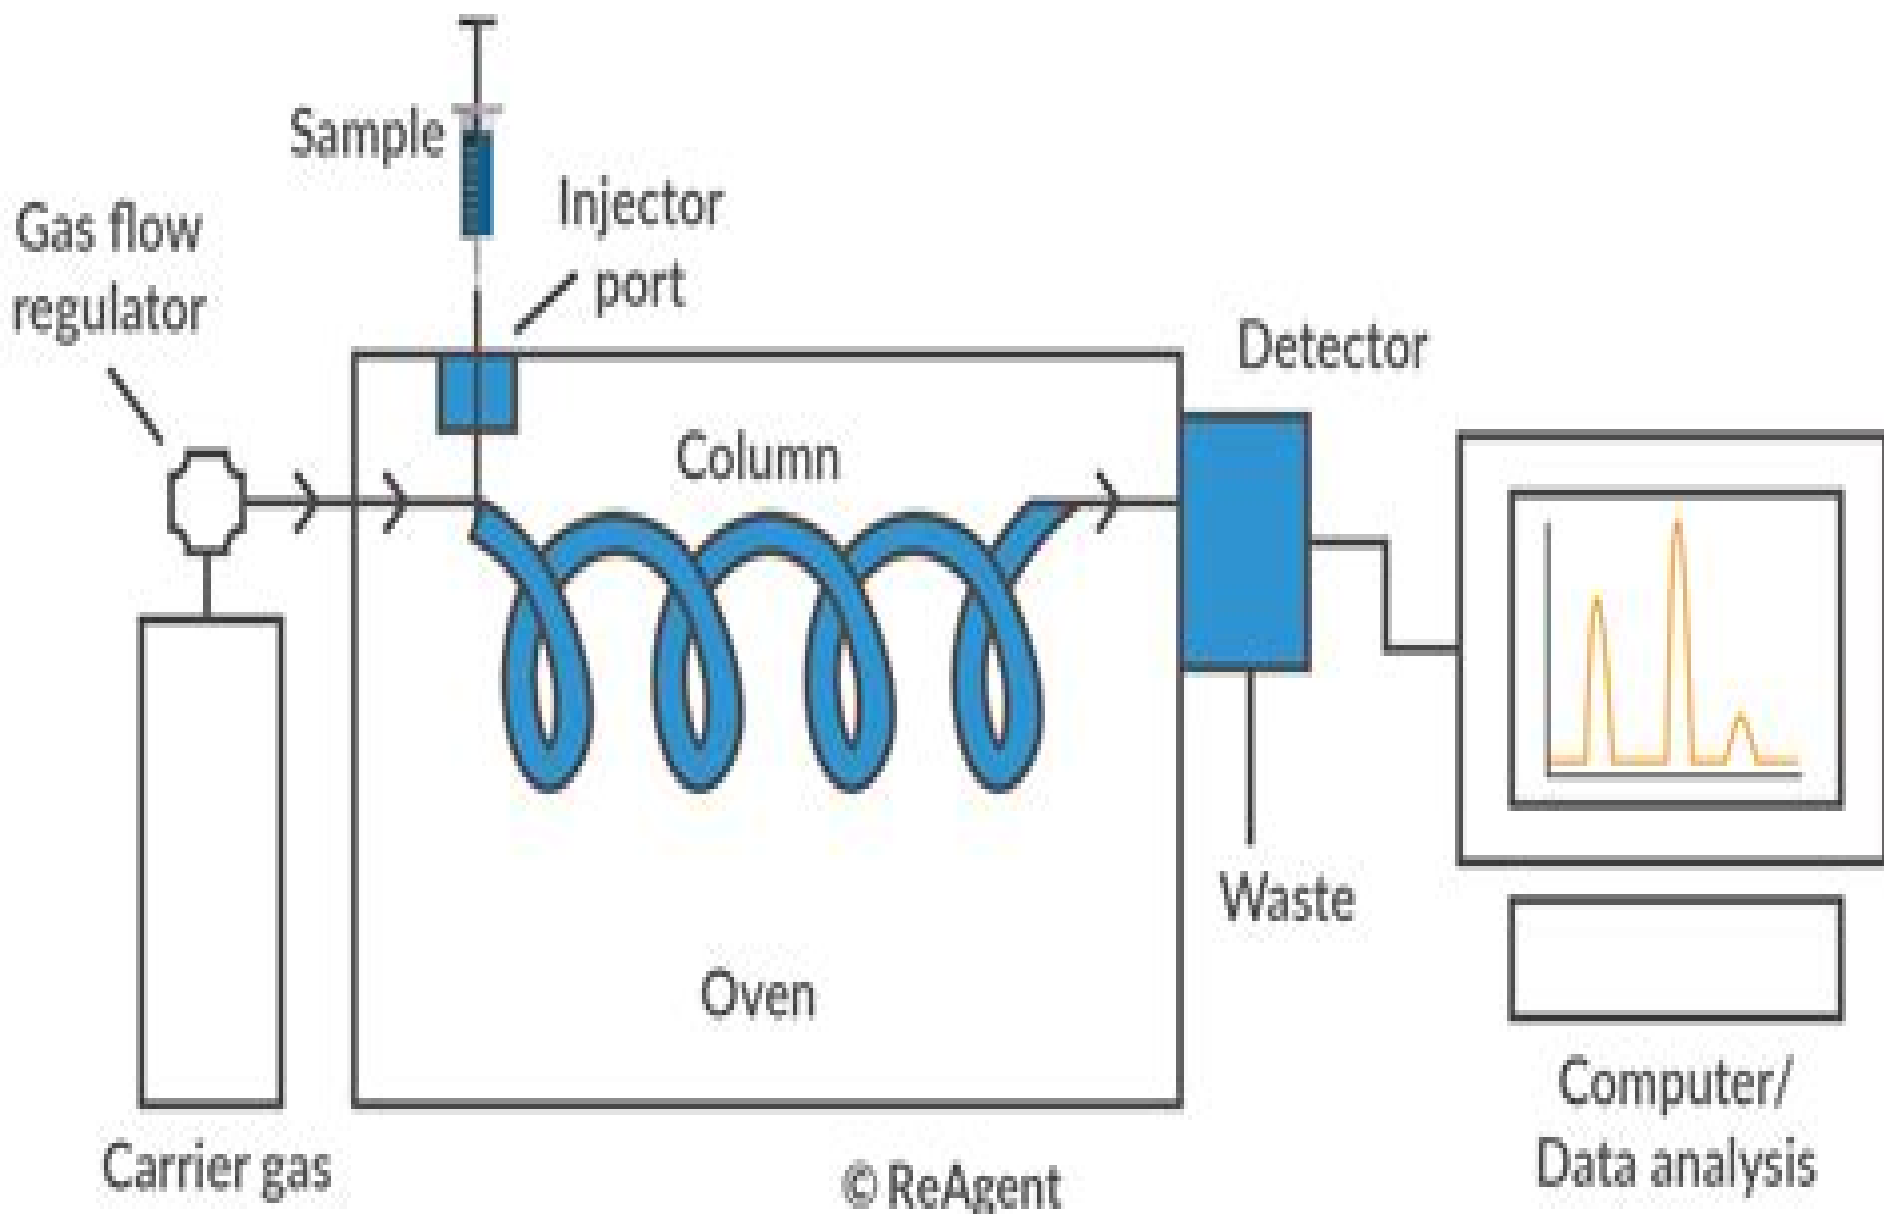 Sample
Injector
port
Gas flow
regulator
Detector
Column
Waste
Oven
Computer/
Data analysis
Carrier gas
© ReAgent